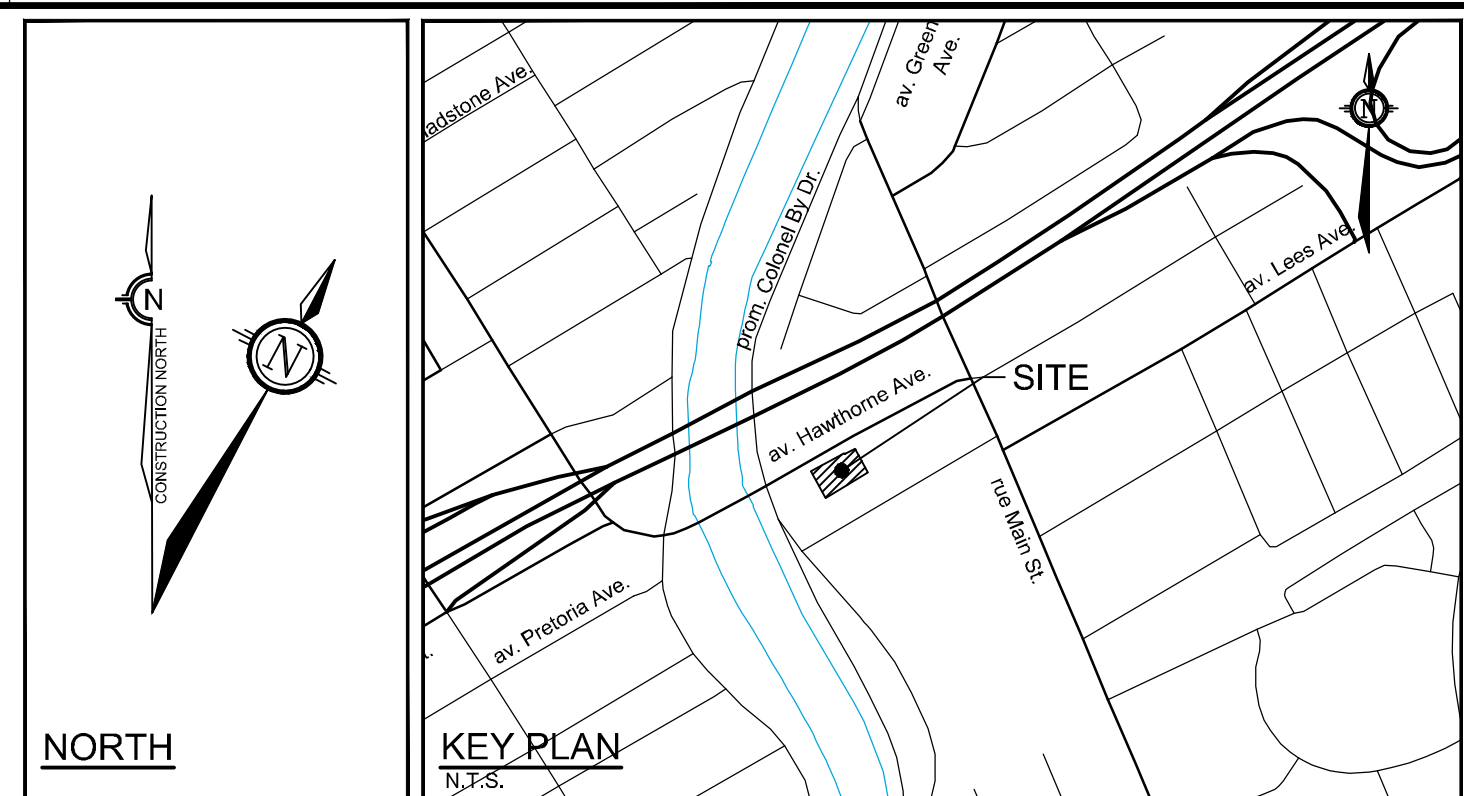 N
CONSTRUCTION NORTH
N
NORTH
adstone Ave.
av. Green
Ave.
N
prom. Colonel By Dr.
av. Lees Ave.
av. Hawthorne Ave.
SITE
rue Main St.
av. Pretoria Ave.
KEY PLAN
N.T.S.